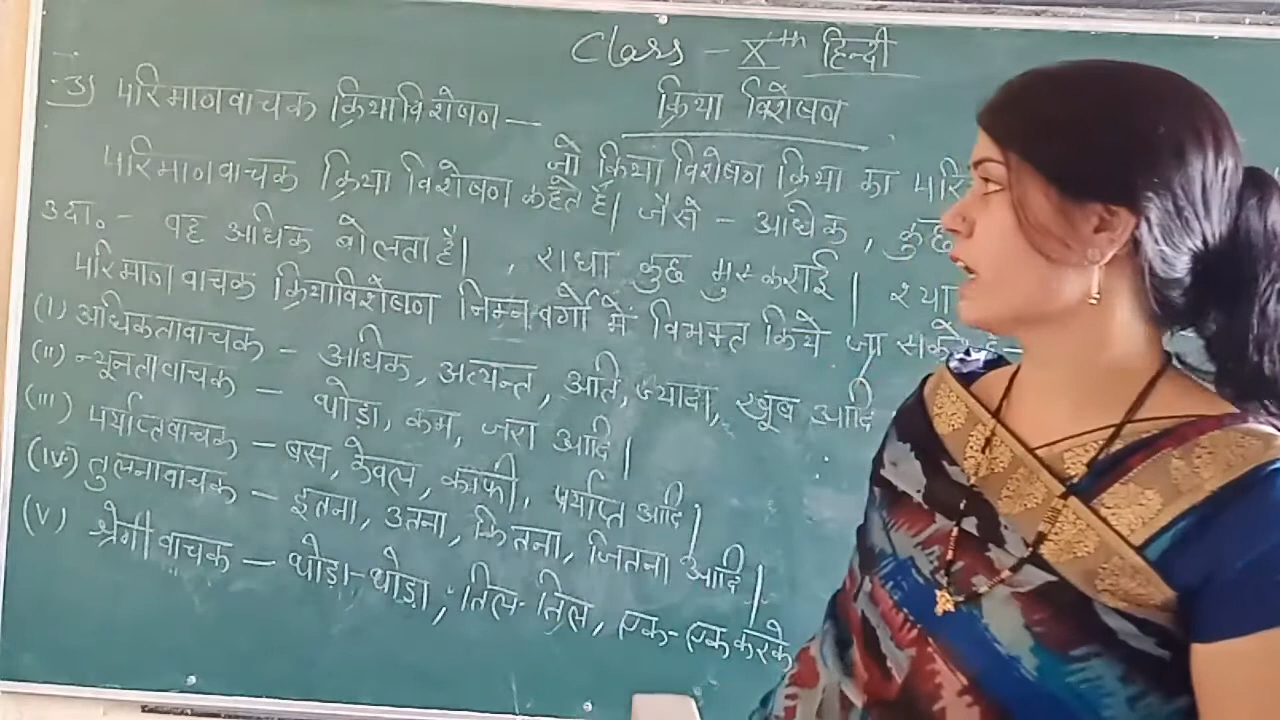 Class - Xth हिन्दी
क्रिया विशेषण
3) परिमाणवाचक क्रियाविशेषण—
जो क्रिया विशेषण क्रिया का
परिमाणवाचक क्रिया विशेषण कहते हैं। जैसे - अधिक, कुछ
उदा. - वह अधिक बोलता है। , राधा कुछ मुस्कराई।
परिमाणवाचक क्रियाविशेषण निम्न वर्गों में विभक्त किये जा सकते है-
(I) अधिकतावाचक - अधिक, अत्यन्त, अति, ज्यादा, खूब आदि
(II) न्यूनतावाचक - थोड़ा, कम, जरा आदि।
(III) पर्याप्तवाचक - बस, केवल, काफी, पर्याप्त आदि।
(IV) तुलनावाचक - इतना, उतना, कितना, जितना आदि।
(V) श्रेणीवाचक - थोड़ा-थोड़ा, तिल-तिल, एक-एक करके